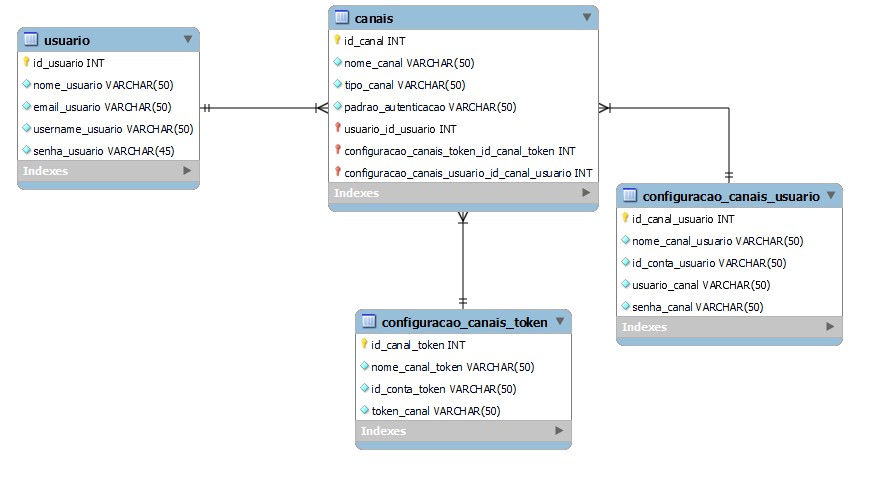 usuario
id_usuario INT
nome_usuario VARCHAR(50)
email_usuario VARCHAR(50)
username_usuario VARCHAR(50)
senha_usuario VARCHAR(45)
Indexes
canais
id_canal INT
nome_canal VARCHAR(50)
tipo_canal VARCHAR(50)
padrao_autenticacao VARCHAR(50)
usuario_id_usuario INT
configuracao_canais_token_id_canal_token INT
configuracao_canais_usuario_id_canal_usuario INT
Indexes
configuracao_canais_usuario
id_canal_usuario INT
nome_canal_usuario VARCHAR(50)
id_conta_usuario VARCHAR(50)
usuario_canal VARCHAR(50)
senha_canal VARCHAR(50)
Indexes
configuracao_canais_token
id_canal_token INT
nome_canal_token VARCHAR(50)
id_conta_token VARCHAR(50)
token_canal VARCHAR(50)
Indexes